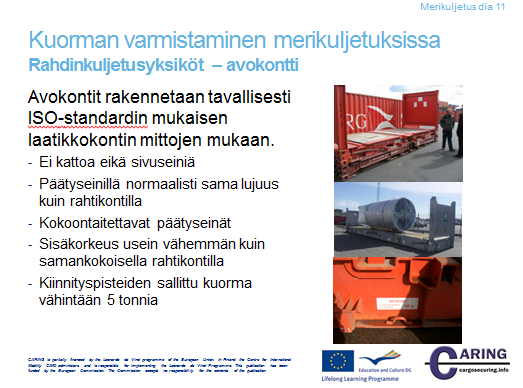 Merikuljetus dia 11
Kuorman varmistaminen merikuljetuksissa
Rahdinkuljetusyksiköt – avokontti
Avokontit rakennetaan tavallisesti
ISO-standardin mukaisen
laatikkokontin mittojen mukaan.
- Ei kattoa eikä sivuseiniä
- Päätyseinillä normaalisti sama lujuus
kuin rahtikontilla
- Kokoontaitettavat päätyseinät
- Sisäkorkeus usein vähemmän kuin
samankokoisella rahtikontilla
- Kiinnityspisteiden sallittu kuorma
vähintään 5 tonnia
RG
CARING is partially financed by the Leonardo da Vinci programme of the European Union. In Finland the Centre for International
Mobility CIMO administers and is responsible for implementing the Leonardo da Vinci Programme. This publication has been
funded by the European Commission. The Commission accepts no responsibility for the contents of the publication.
Education and Culture DG
Lifelong Learning Programme
CARING
cargosecuring.info